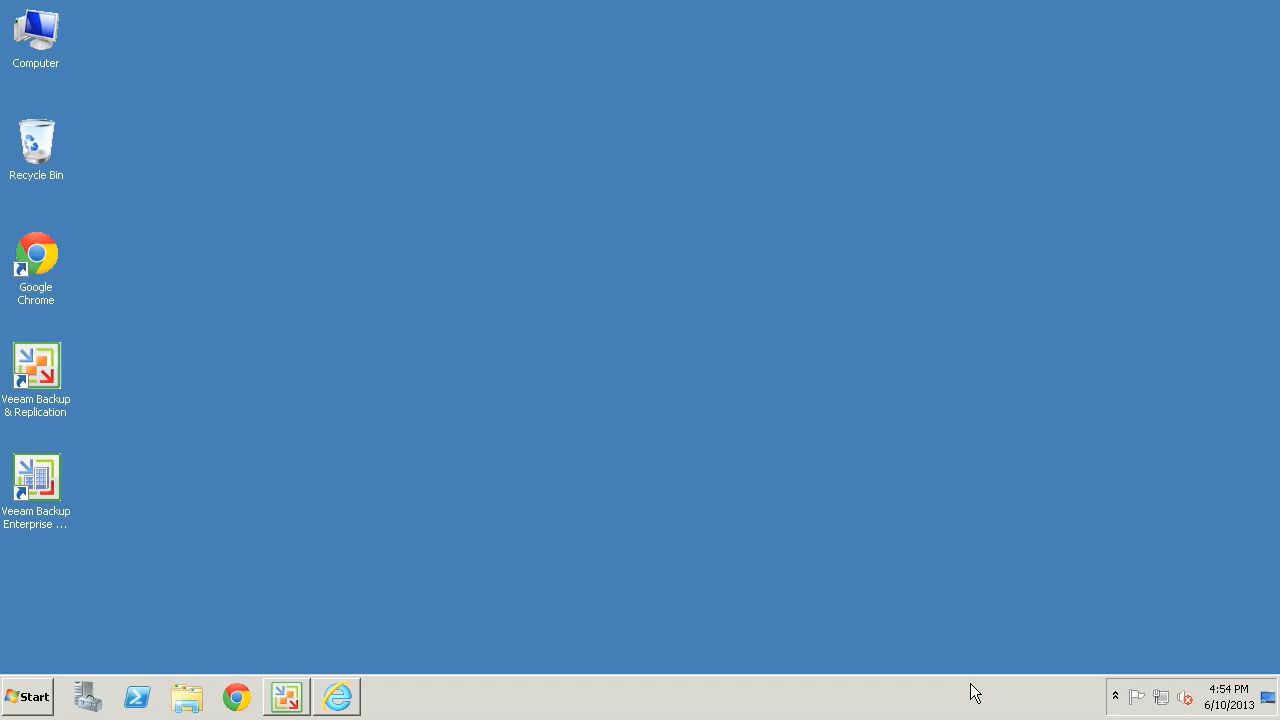 Computer
Recycle Bin
Google
Chrome
Veeam Backup
& Replication
Veeam Backup
Enterprise ...
Start
4:54 PM
6/10/2013